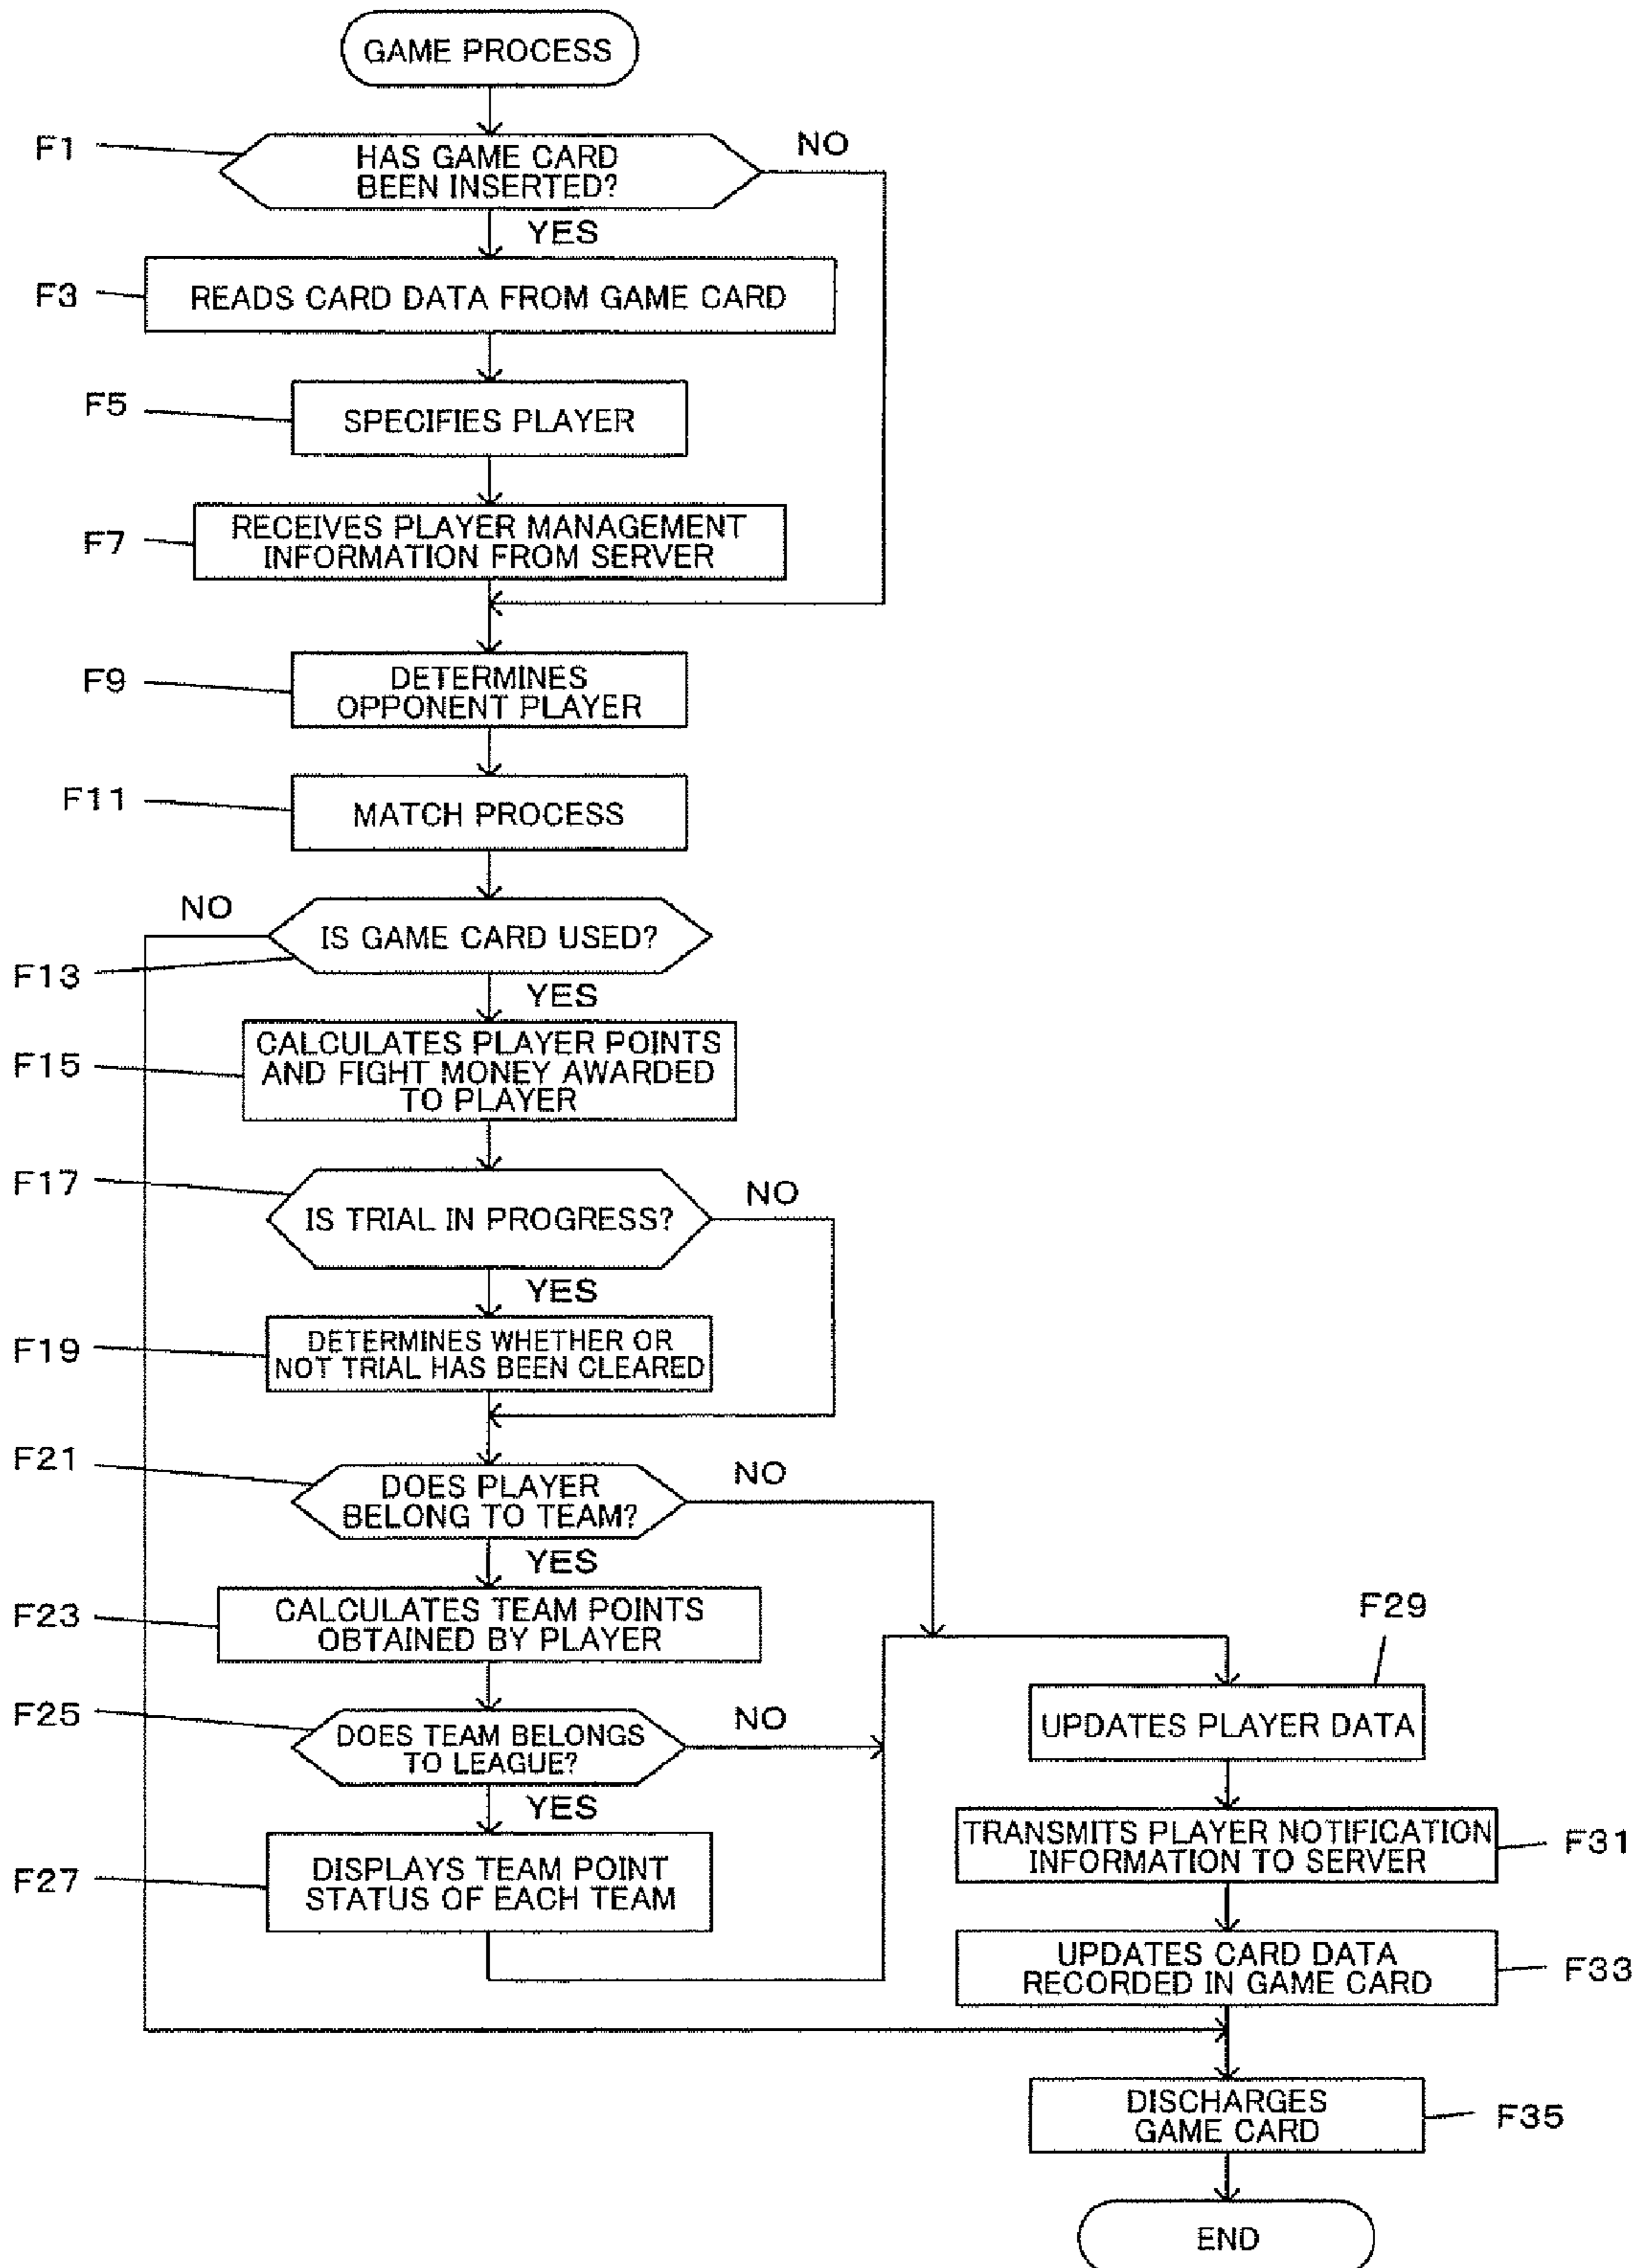 GAME PROCESS
F1
HAS GAME CARD
BEEN INSERTED?
NO
YES
F3
READS CARD DATA FROM GAME CARD
F5
SPECIFIES PLAYER
F7
RECEIVES PLAYER MANAGEMENT
INFORMATION FROM SERVER
F9
DETERMINES
OPPONENT PLAYER
F11
MATCH PROCESS
NO
IS GAME CARD USED?
F13
YES
F15
CALCULATES PLAYER POINTS
AND FIGHT MONEY AWARDED
TO PLAYER
F17
IS TRIAL IN PROGRESS?
NO
YES
F19
DETERMINES WHETHER OR
NOT TRIAL HAS BEEN CLEARED
F21
DOES PLAYER
BELONG TO TEAM?
NO
YES
F23
CALCULATES TEAM POINTS
OBTAINED BY PLAYER
F25
DOES TEAM BELONGS
TO LEAGUE?
NO
YES
F27
DISPLAYS TEAM POINT
STATUS OF EACH TEAM
F29
UPDATES PLAYER DATA
TRANSMITS PLAYER NOTIFICATION
INFORMATION TO SERVER
F31
UPDATES CARD DATA
RECORDED IN GAME CARD
F33
DISCHARGES
GAME CARD
F35
END